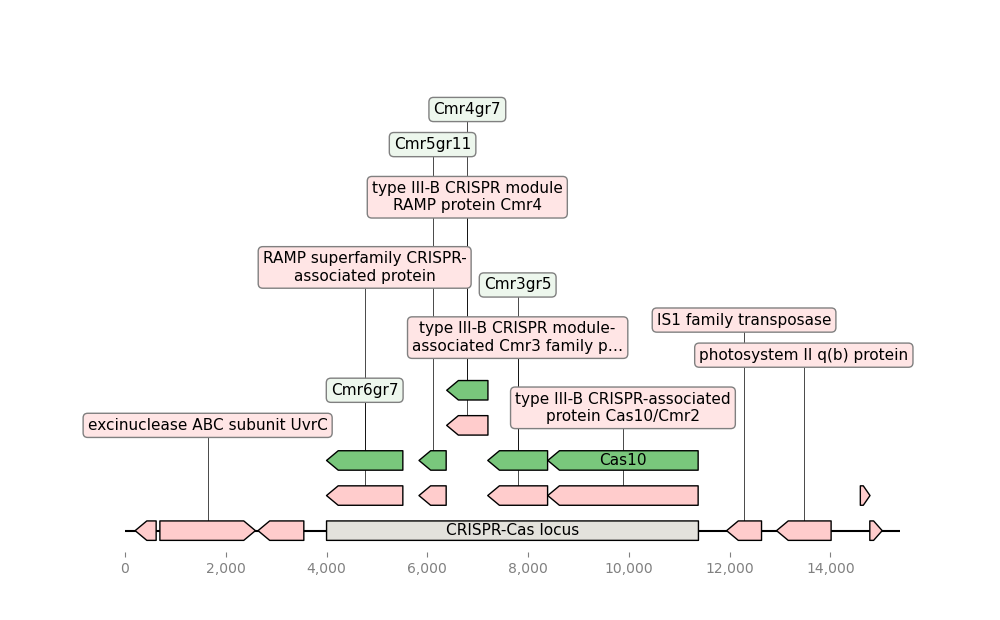 Cmr4gr7
Cmr5gr11
type III-B CRISPR module
RAMP protein Cmr4
RAMP superfamily CRISPR-
associated protein
Cmr3gr5
IS1 family transposase
type III-B CRISPR module-
associated Cmr3 family p…
photosystem II q(b) protein
Cmr6gr7
type III-B CRISPR-associated
protein Cas10/Cmr2
excinuclease ABC subunit UvrC
Cas10
CRISPR-Cas locus
0 2,000 4,000 6,000 8,000 10,000 12,000 14,000